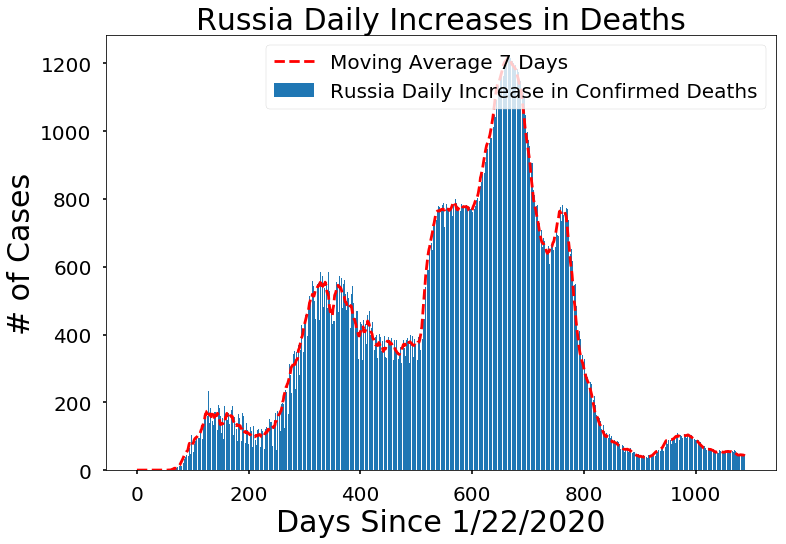 Russia Daily Increases in Deaths
Moving Average 7 Days
Russia Daily Increase in Confirmed Deaths
# of Cases
1200
1000
800
600
400
200
0
0 200 400 600 800 1000
Days Since 1/22/2020